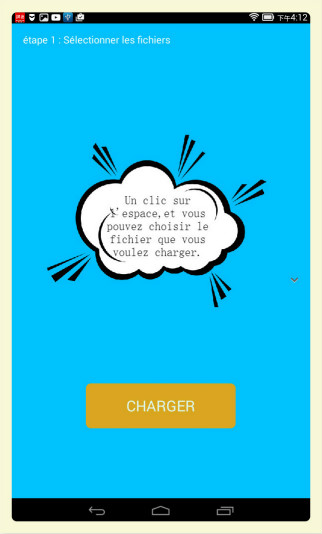 下午4:12
étape 1 : Sélectionner les fichiers
Un clic sur
l'espace,et vous
pouvez choisir le
fichier que vous
voulez charger.
CHARGER